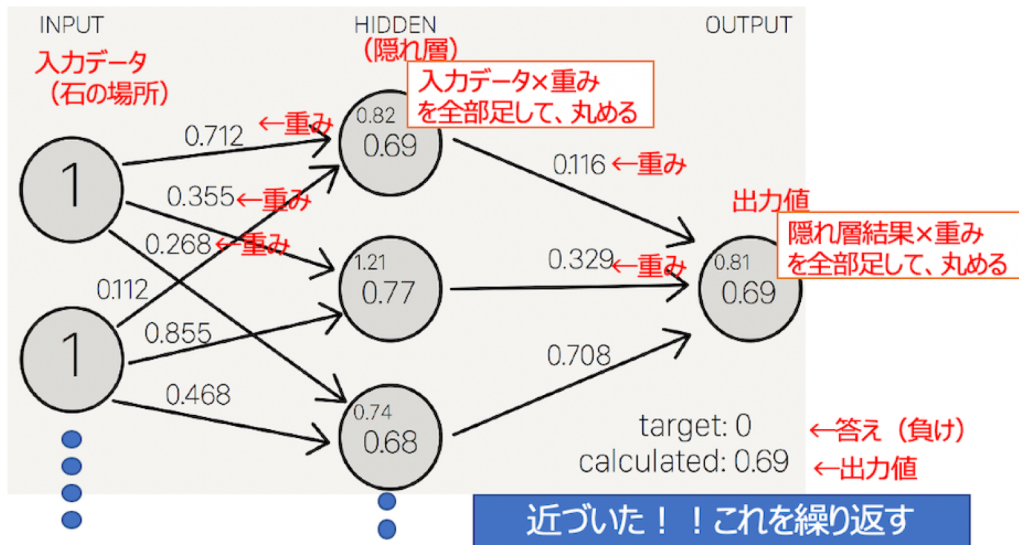 INPUT
HIDDEN
OUTPUT
入力データ
（石の場所）
（隠れ層）
入力データ×重み
を全部足して、丸める
0.82
0.69
0.712
←重み
1
0.355←重み
0.268←重み
0.116←重み
出力値
隠れ層結果×重み
を全部足して、丸める
1.21
0.77
0.329←重み
0.81
0.69
0.112
1
0.855
0.468
0.708
0.74
0.68
target: 0
←答え（負け）
calculated: 0.69
←出力値
近づいた！！これを繰り返す